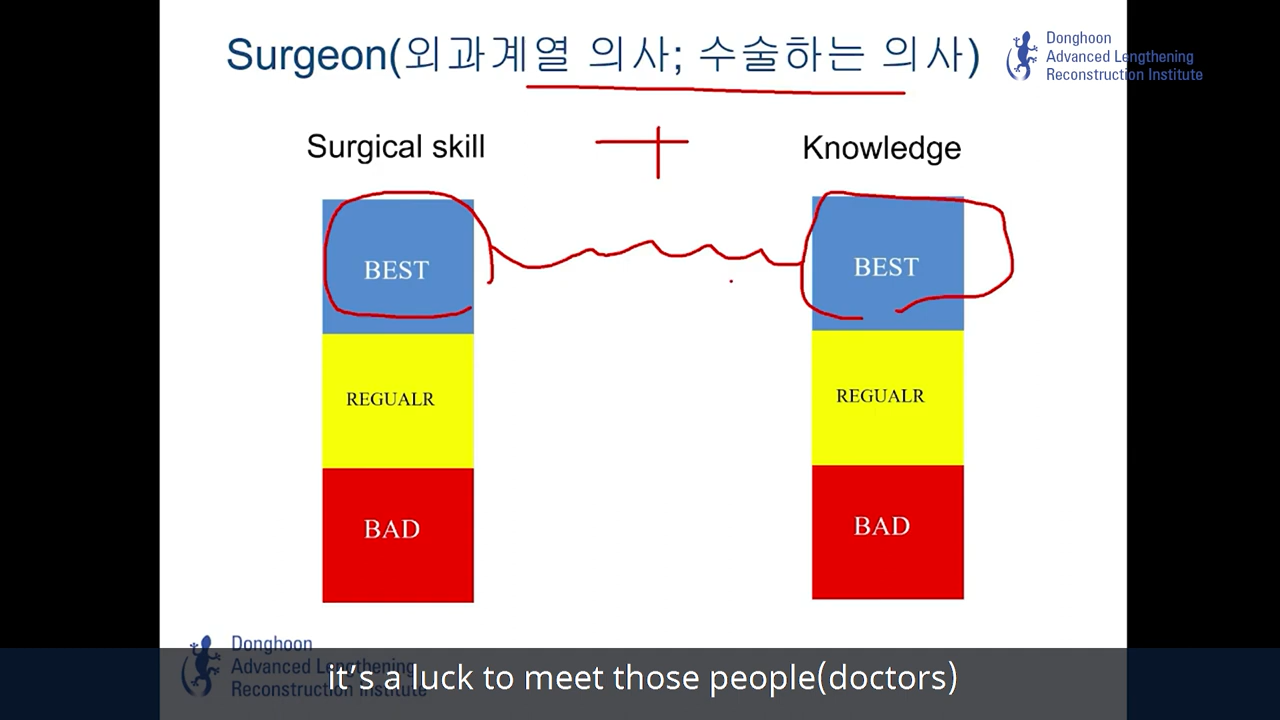 Surgeon(외과계열 의사; 수술하는 의사)
Donghoon
Advanced Lengthening
Reconstruction Institute
Surgical skill
Knowledge
BEST
BEST
REGUALR
REGUALR
BAD
BAD
Donghoon
Advanced Lengthening
Reconstruction Institute
it’s a luck to meet those people(doctors)